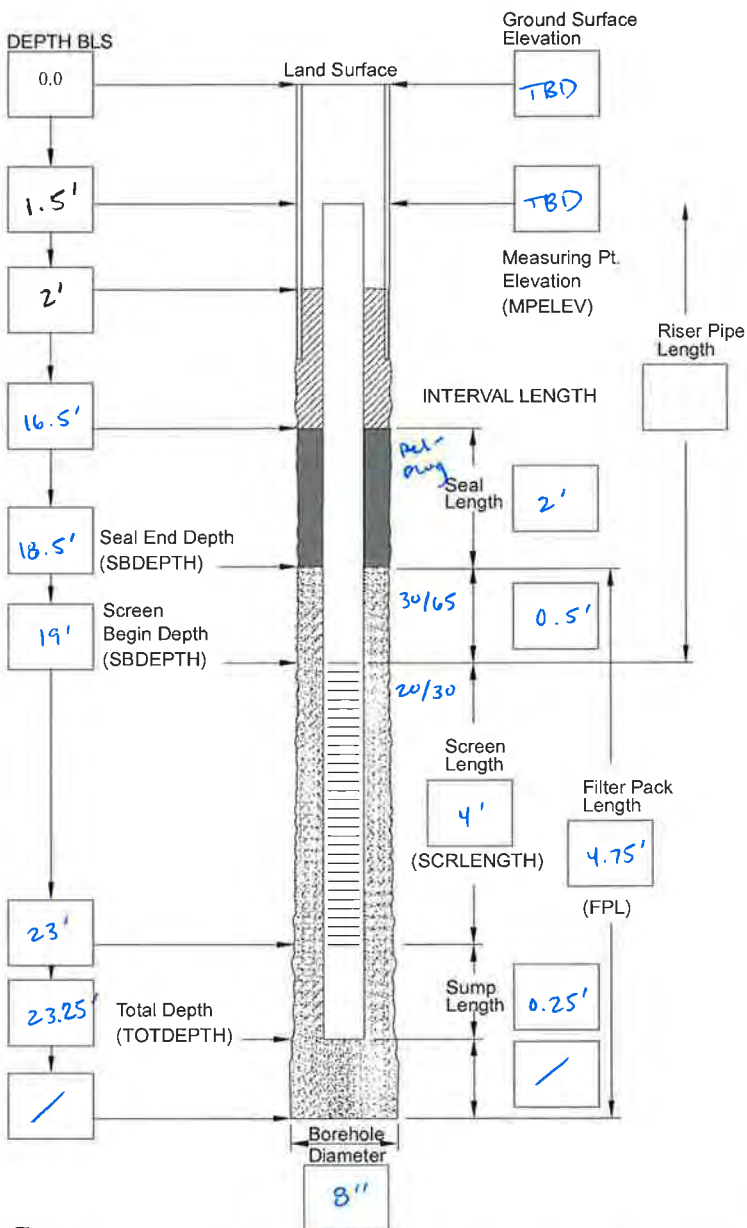 DEPTH BLS
0.0
Land Surface
Ground Surface
Elevation
TBD
1.5'
TBD
Measuring Pt.
Elevation
(MPELEV)
2'
Riser Pipe
Length
16.5'
INTERVAL LENGTH
Pel-
plug
Seal
Length
2'
18.5'
Seal End Depth
(SBDEPTH)
30/65
0.5'
19'
Screen
Begin Depth
(SBDEPTH)
20/30
Screen
Length
4'
(SCRLENGTH)
Filter Pack
Length
4.75'
(FPL)
23'
23.25'
Total Depth
(TOTDEPTH)
Sump
Length
0.25'
/
/
Borehole
Diameter
8"